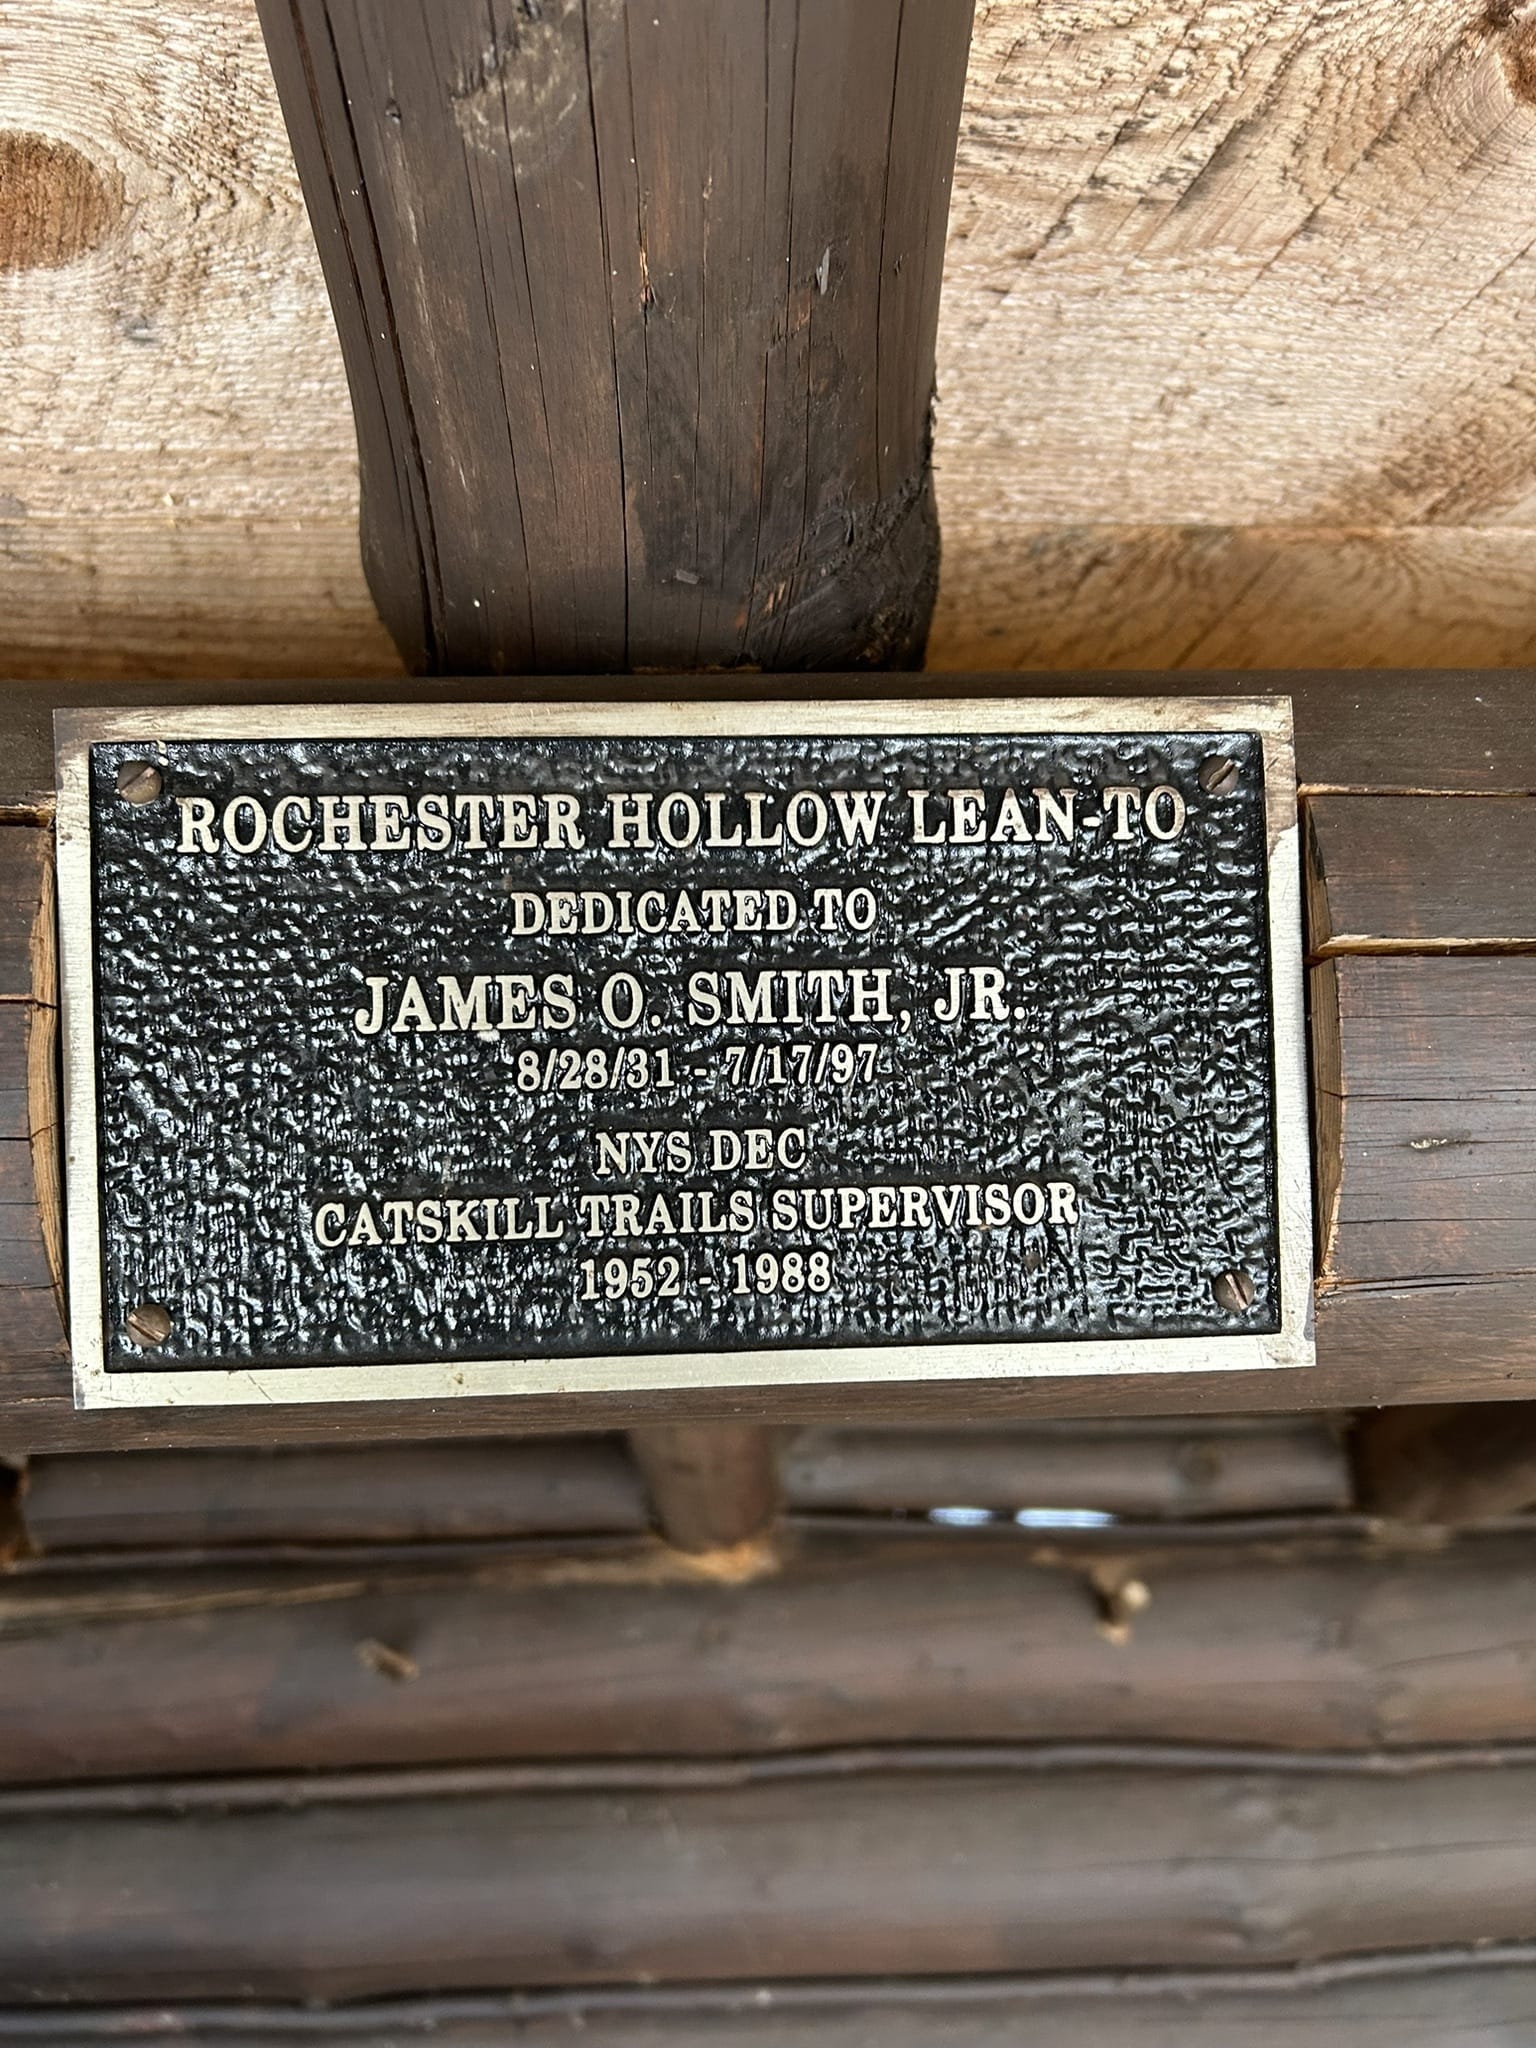 ROCHESTER HOLLOW LEAN-TO
DEDICATED TO
JAMES O. SMITH, JR.
8/28/31 - 7/17/97
NYS DEC
CATSKILL TRAILS SUPERVISOR
1952 - 1988